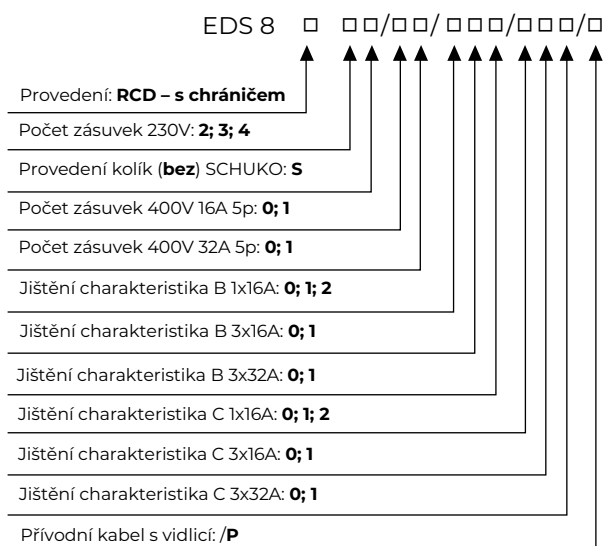 EDS 8 □ □□/□□/□□□/□□□/□
Provedení: RCD – s chráničem
Počet zásuvek 230V: 2; 3; 4
Provedení kolík (bez) SCHUKO: S
Počet zásuvek 400V 16A 5p: 0; 1
Počet zásuvek 400V 32A 5p: 0; 1
Jištění charakteristika B 1x16A: 0; 1; 2
Jištění charakteristika B 3x16A: 0; 1
Jištění charakteristika B 3x32A: 0; 1
Jištění charakteristika C 1x16A: 0; 1; 2
Jištění charakteristika C 3x16A: 0; 1
Jištění charakteristika C 3x32A: 0; 1
Přívodní kabel s vidlicí: /P